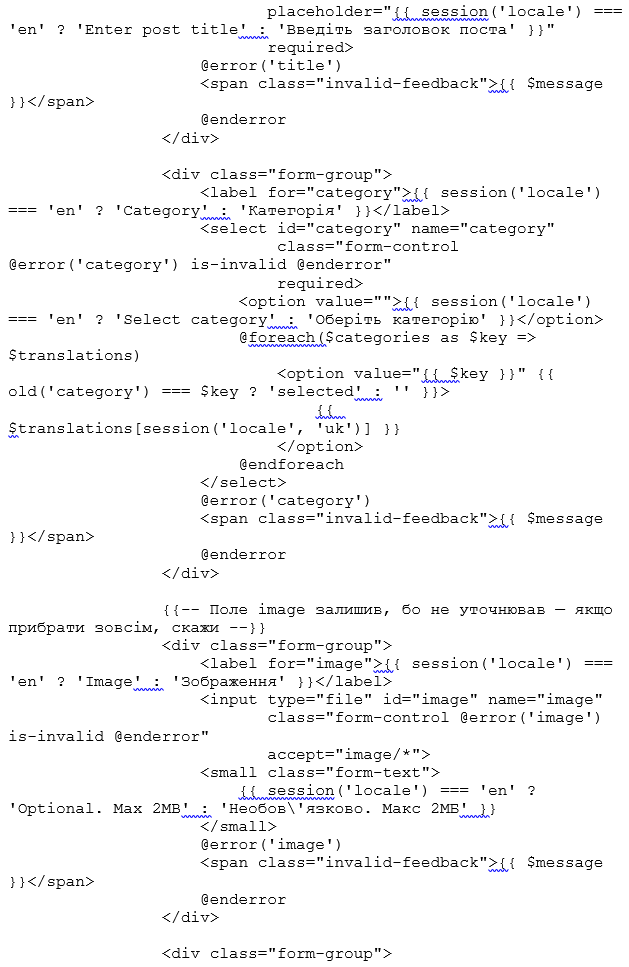 placeholder="{{ session('locale') ===
'en' ? 'Enter post title' : 'Введіть заголовок поста' }}"
required>
@error('title')
<span class="invalid-feedback">{{ $message
}}</span>
@enderror
</div>
<div class="form-group">
<label for="category">{{ session('locale')
=== 'en' ? 'Category' : 'Категорія' }}</label>
<select id="category" name="category"
class="form-control
@error('category') is-invalid @enderror"
required>
<option value="">{{ session('locale')
=== 'en' ? 'Select category' : 'Оберіть категорію' }}</option>
@foreach($categories as $key =>
$translations)
<option value="{{ $key }}" {{
old('category') === $key ? 'selected' : '' }}>
{{
$translations[session('locale', 'uk')] }}
</option>
@endforeach
</select>
@error('category')
<span class="invalid-feedback">{{ $message
}}</span>
@enderror
</div>
{{-- Поле image залишив, бо не уточнював — якщо
прибрати зовсім, скажи --}}
<div class="form-group">
<label for="image">{{ session('locale') ===
'en' ? 'Image' : 'Зображення' }}</label>
<input type="file" id="image" name="image"
class="form-control @error('image')
is-invalid @enderror"
accept="image/*">
<small class="form-text">
{{ session('locale') === 'en' ?
'Optional. Max 2MB' : 'Необов\'язково. Макс 2МБ' }}
</small>
@error('image')
<span class="invalid-feedback">{{ $message
}}</span>
@enderror
</div>
<div class="form-group">